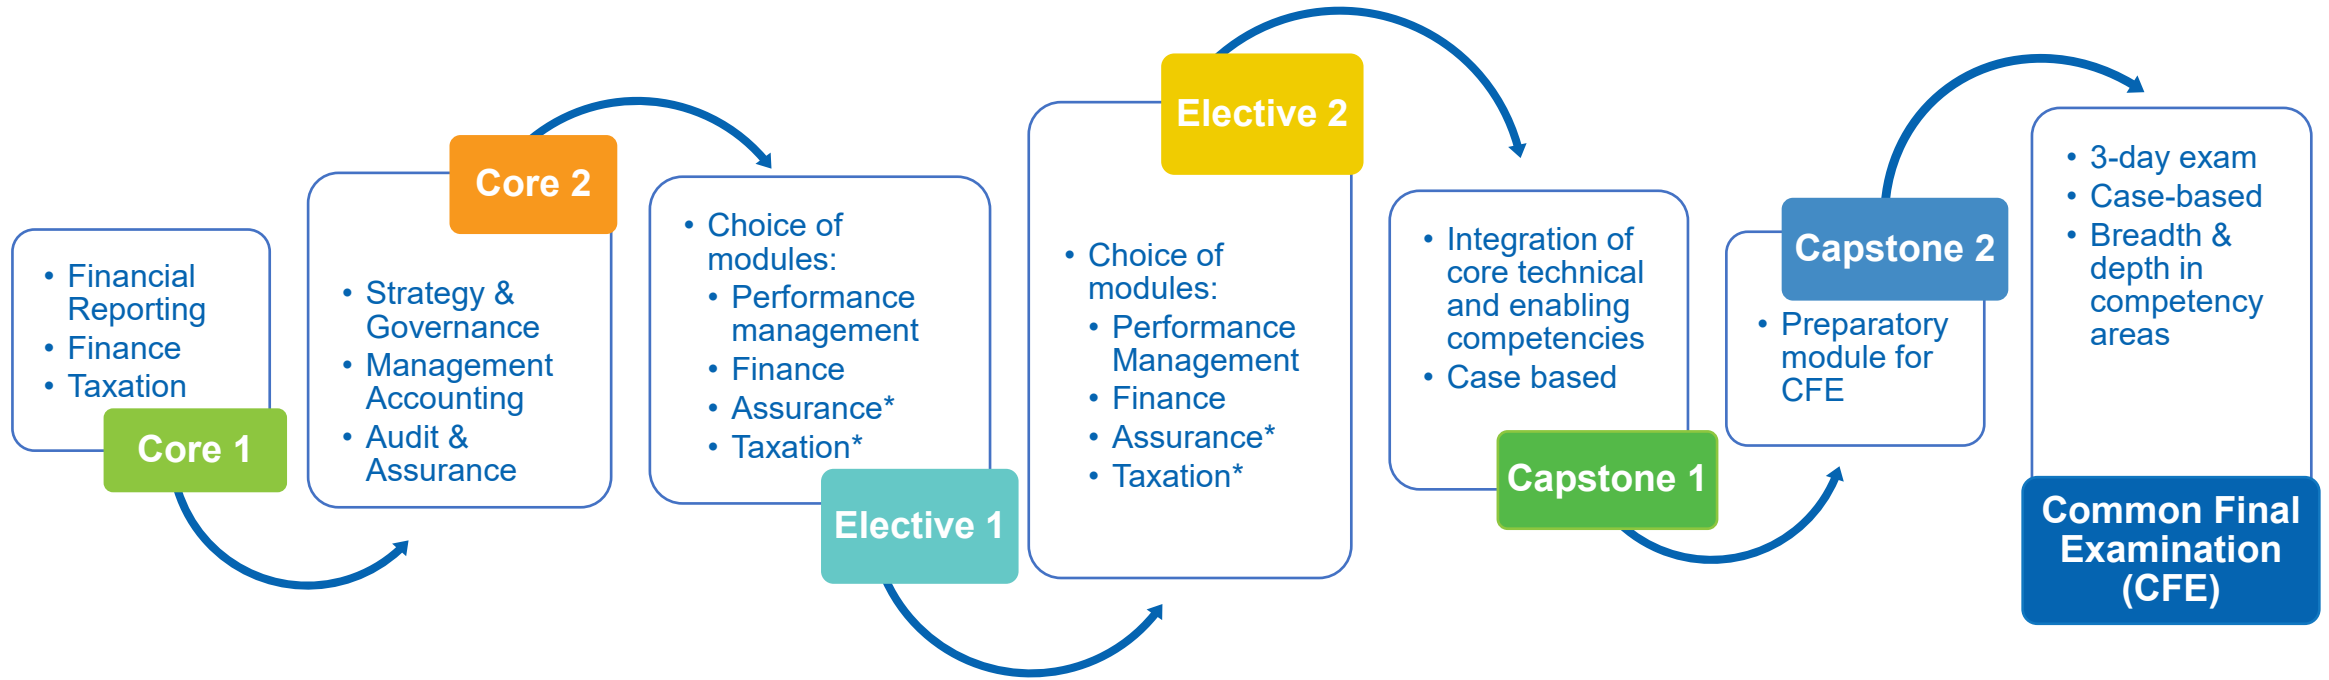 • Financial
Reporting
• Finance
• Taxation
Core 1
Core 2
• Strategy &
Governance
• Management
Accounting
• Audit &
Assurance
• Choice of
modules:
• Performance
management
• Finance
• Assurance*
• Taxation*
Elective 1
Elective 2
• Choice of
modules:
• Performance
Management
• Finance
• Assurance*
• Taxation*
• Integration of
core technical
and enabling
competencies
• Case based
Capstone 1
Capstone 2
• Preparatory
module for
CFE
• 3-day exam
• Case-based
• Breadth &
depth in
competency
areas
Common Final
Examination
(CFE)